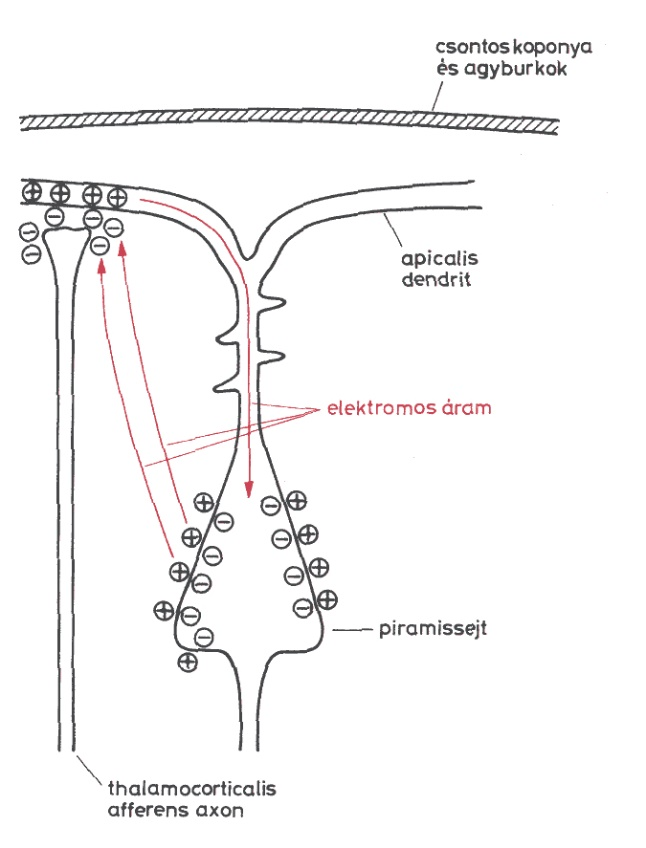 csontos koponya
és agyburkok
apicalis
dendrit
elektromos áram
piramissejt
thalamocorticalis
afferens axon